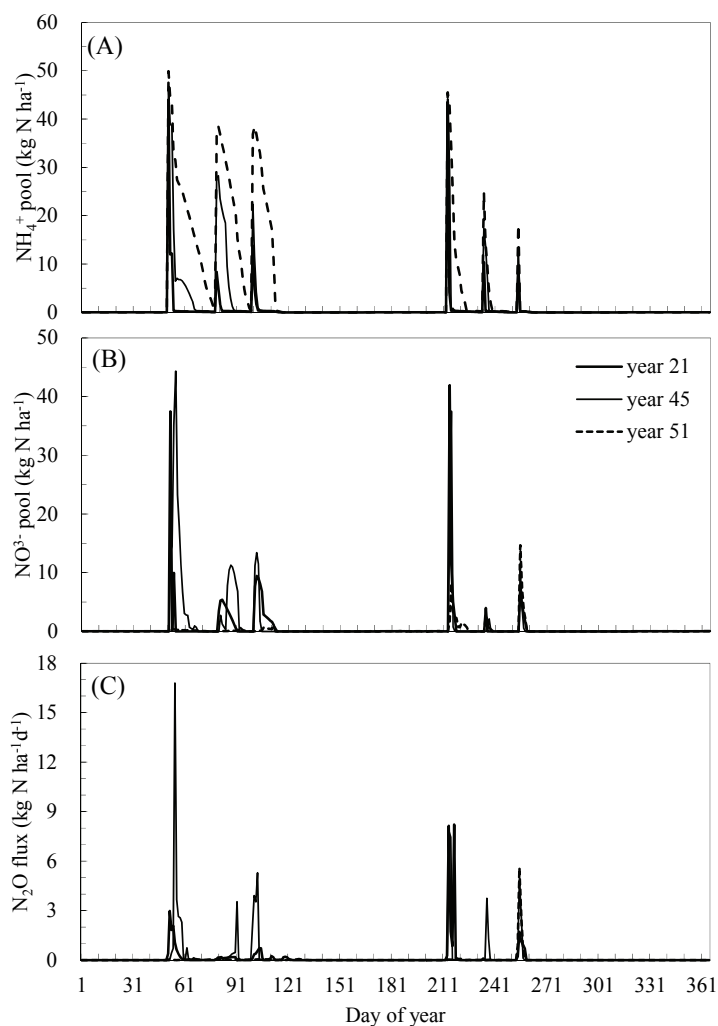 (A)
60
50
40
30
20
10
0
NH₄⁺ pool (kg N ha⁻¹)
(B)
50
40
30
20
10
0
NO³⁻ pool (kg N ha⁻¹)
year 21
year 45
year 51
(C)
18
15
12
9
6
3
0
N₂O flux (kg N ha⁻¹d⁻¹)
1 31 61 91 121 151 181 211 241 271 301 331 361
Day of year